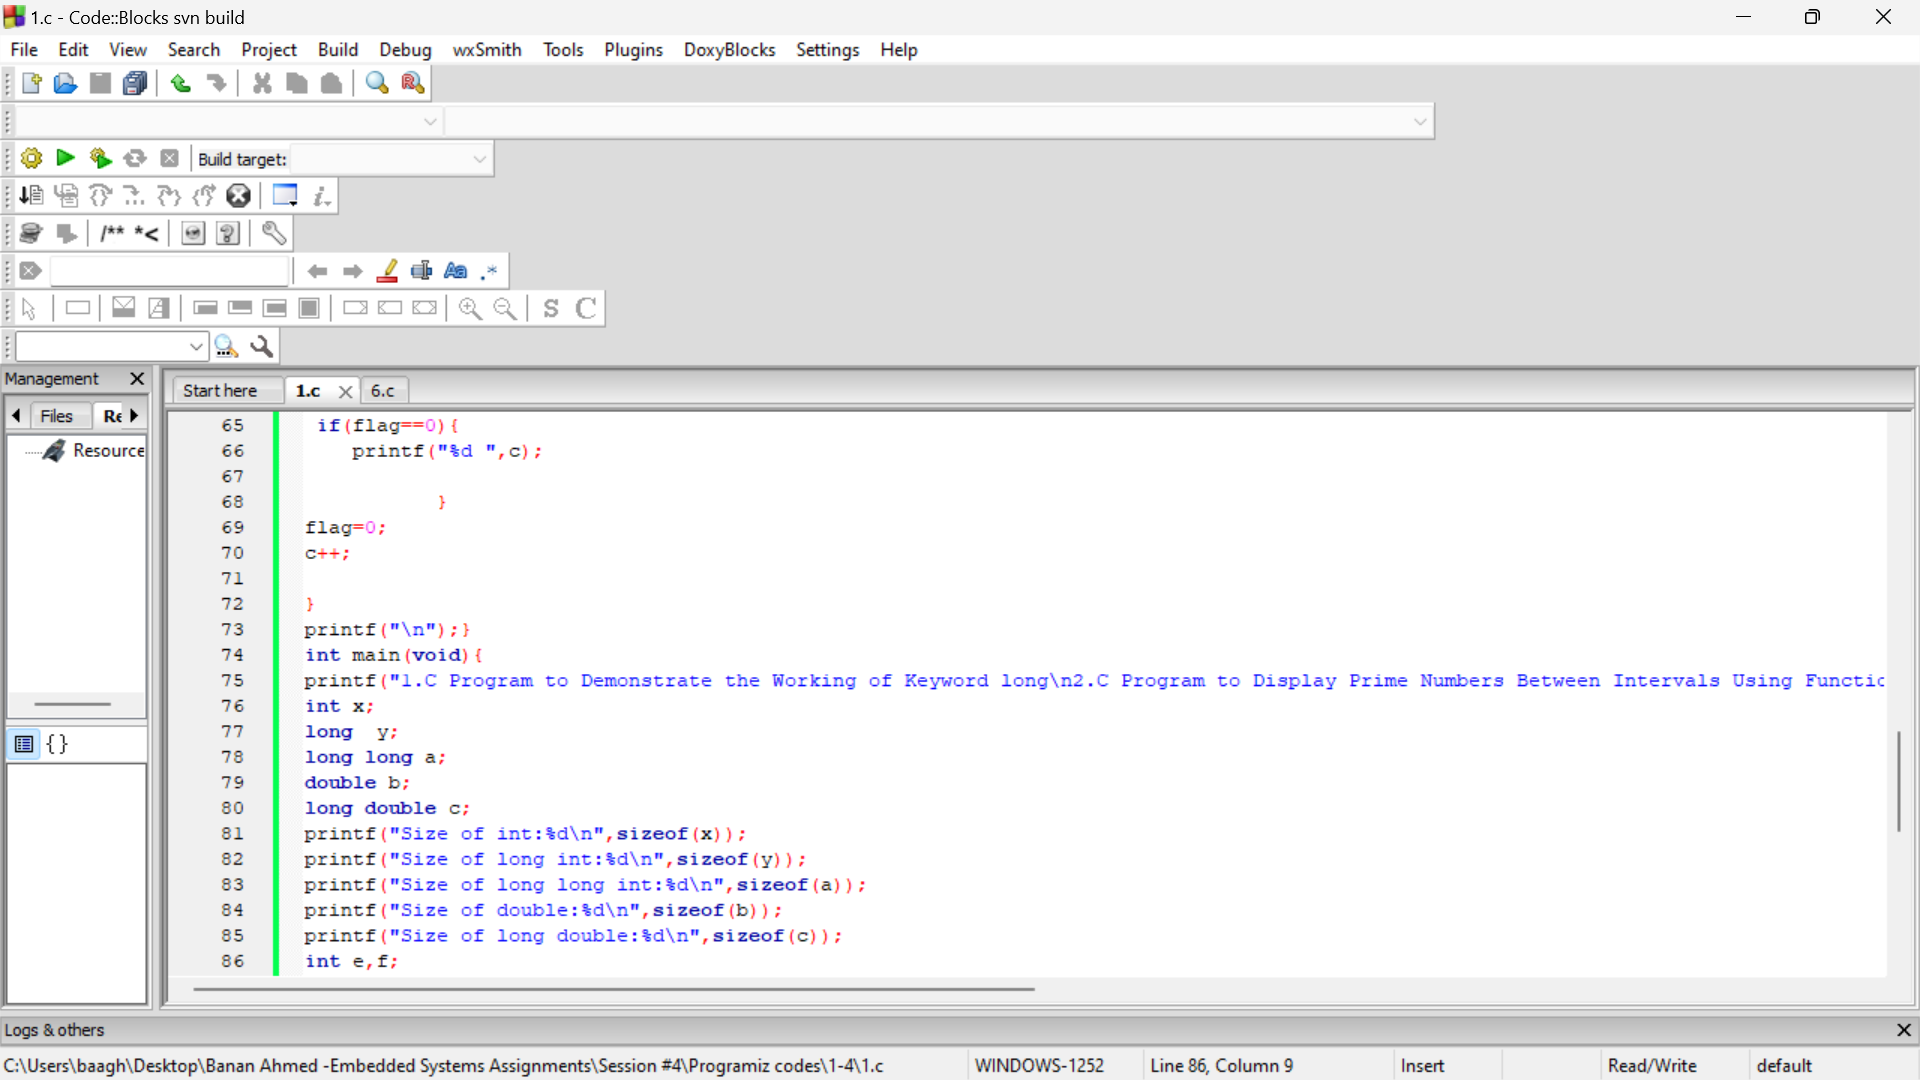 1.c - Code::Blocks svn build
File Edit View Search Project Build Debug wxSmith Tools Plugins DoxyBlocks Settings Help
Build target:
/** *<
Aa .*
S C
Management
Start here 1.c 6.c
Files Re
Resource
65 if(flag==0){
66 printf("%d ",c);
67
68 }
69 flag=0;
70 c++;
71
72 }
73 printf("\n");}
74 int main(void){
75 printf("1.C Program to Demonstrate the Working of Keyword long\n2.C Program to Display Prime Numbers Between Intervals Using Functic
76 int x;
77 long  y;
78 long long a;
79 double b;
80 long double c;
81 printf("Size of int:%d\n",sizeof(x));
82 printf("Size of long int:%d\n",sizeof(y));
83 printf("Size of long long int:%d\n",sizeof(a));
84 printf("Size of double:%d\n",sizeof(b));
85 printf("Size of long double:%d\n",sizeof(c));
86 int e,f;
{}
Logs & others
C:\Users\baagh\Desktop\Banan Ahmed -Embedded Systems Assignments\Session #4\Programiz codes\1-4\1.c WINDOWS-1252 Line 86, Column 9 Insert Read/Write default